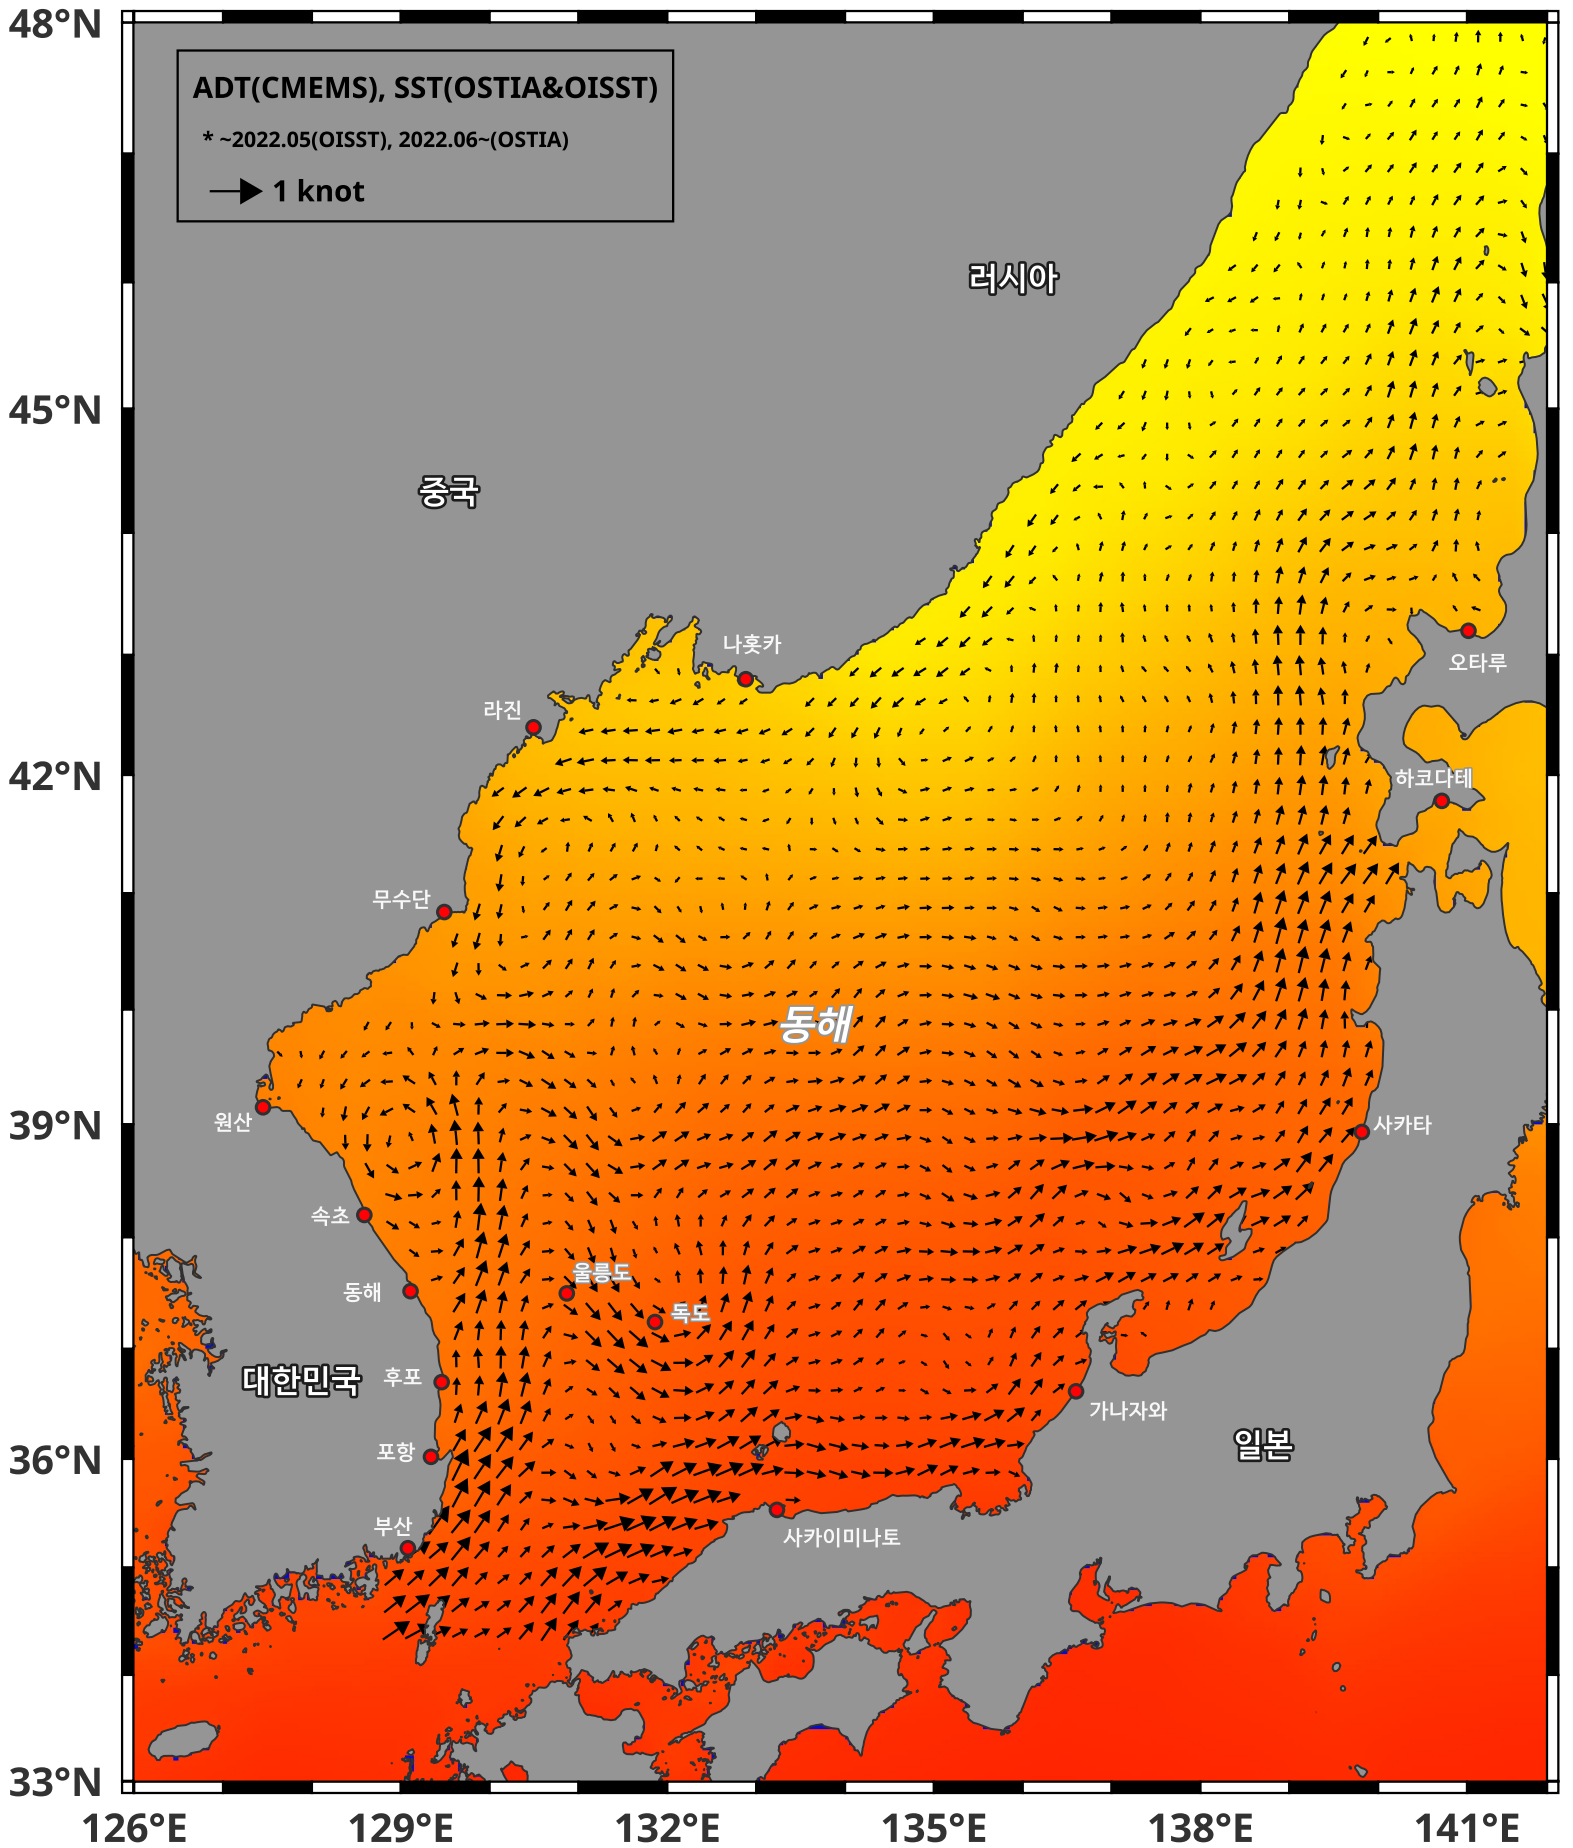 48°N
ADT(CMEMS), SST(OSTIA&OISST)
* ~2022.05(OISST), 2022.06~(OSTIA)
1 knot
러시아
45°N
중국
나홋카
오타루
라진
42°N
하코다테
무수단
동해
39°N
원산
사카타
속초
울릉도
동해
독도
대한민국
후포
가나자와
36°N
포항
일본
부산
사카이미나토
33°N
126°E 129°E 132°E 135°E 138°E 141°E